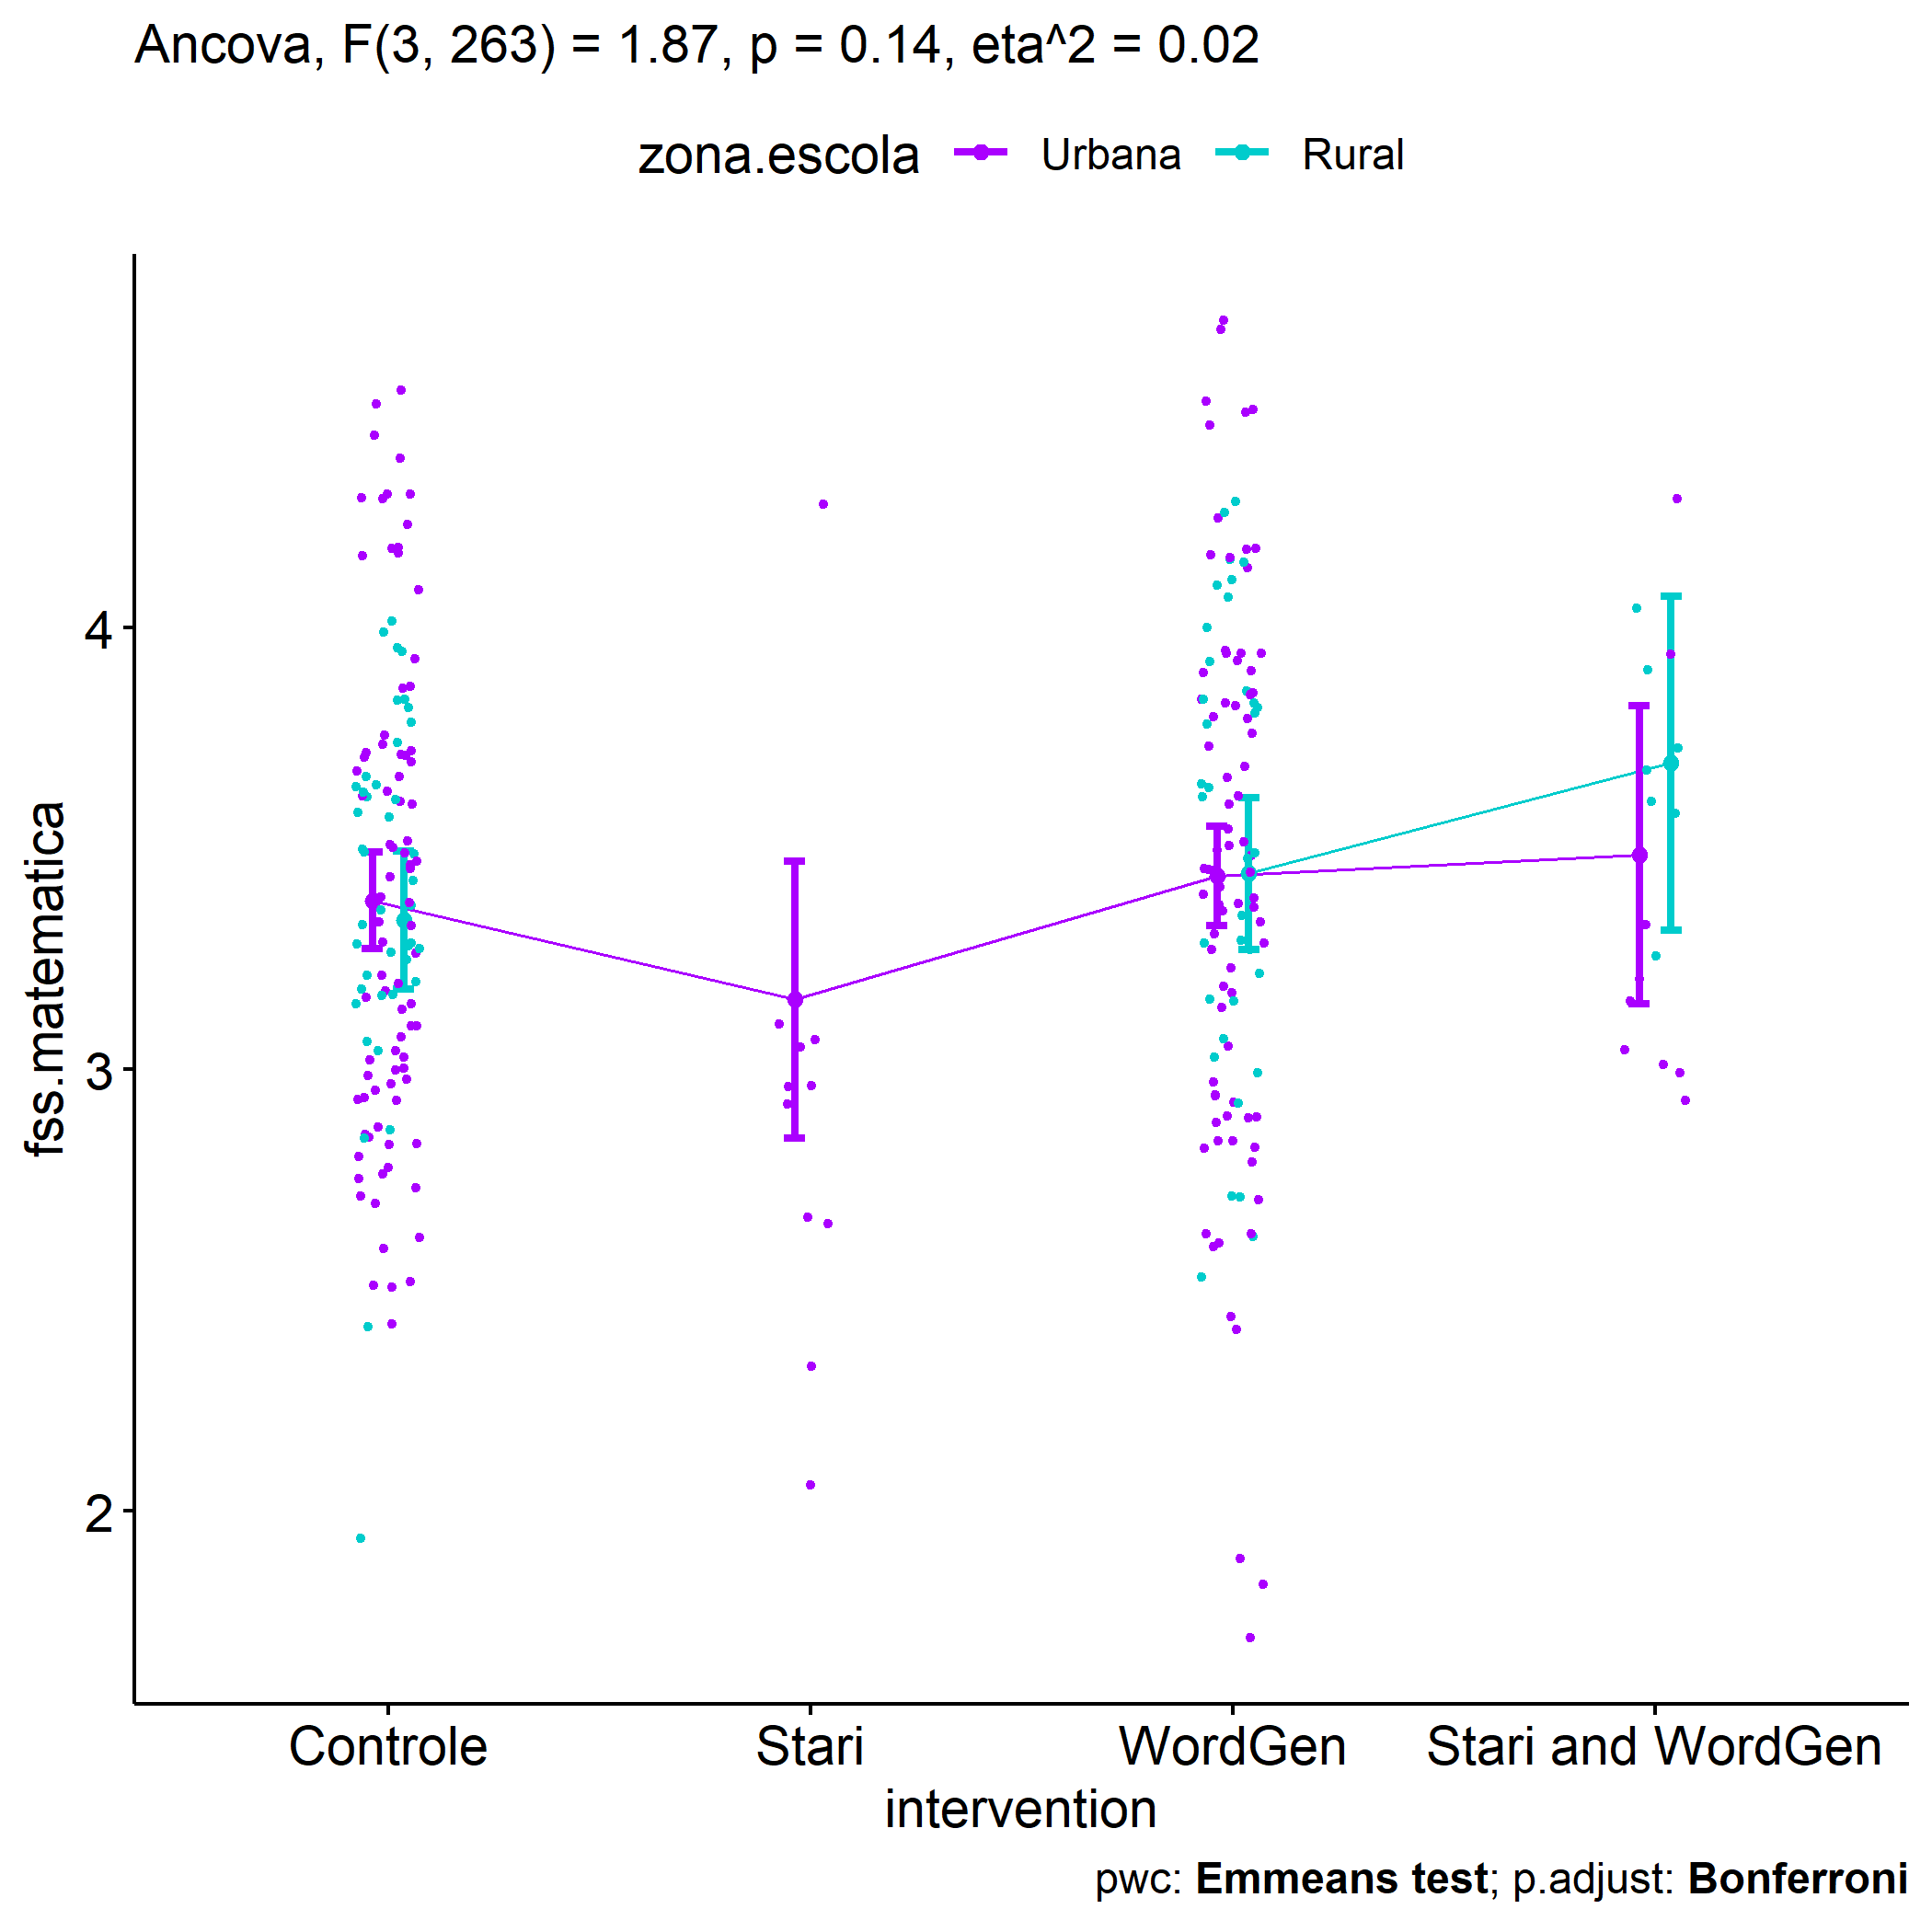 Ancova, F(3, 263) = 1.87, p = 0.14, eta^2 = 0.02
zona.escola Urbana Rural
fss.matematica
4
3
2
Controle Stari WordGen Stari and WordGen
intervention
pwc: Emmeans test; p.adjust: Bonferroni